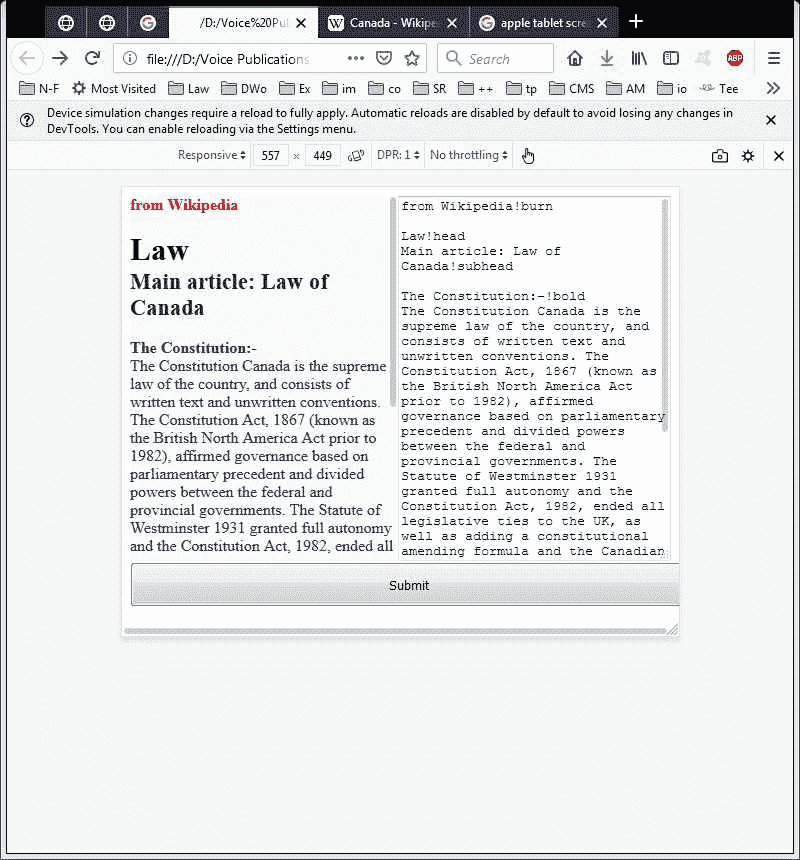 /D:/Voice%20Pub
Canada - Wikipe
apple tablet scre
file:///D:/Voice Publications
Search
ABP
N-F
Most Visited
Law
DWo
Ex
im
co
SR
++
tp
CMS
AM
io
Tee
Device simulation changes require a reload to fully apply. Automatic reloads are disabled by default to avoid losing any changes in
DevTools. You can enable reloading via the Settings menu.
Responsive 557 × 449 DPR: 1 No throttling
from Wikipedia
Law
Main article: Law of
Canada
The Constitution:-
The Constitution Canada is the supreme
law of the country, and consists of
written text and unwritten conventions.
The Constitution Act, 1867 (known as
the British North America Act prior to
1982), affirmed governance based on
parliamentary precedent and divided
powers between the federal and
provincial governments. The Statute of
Westminster 1931 granted full autonomy
and the Constitution Act, 1982, ended all
from Wikipedia!burn
Law!head
Main article: Law of
Canada!subhead
The Constitution:-!bold
The Constitution Canada is the
supreme law of the country, and
consists of written text and
unwritten conventions. The
Constitution Act, 1867 (known as
the British North America Act
prior to 1982), affirmed
governance based on parliamentary
precedent and divided powers
between the federal and
provincial governments. The
Statute of Westminster 1931
granted full autonomy and the
Constitution Act, 1982, ended all
legislative ties to the UK, as
well as adding a constitutional
amending formula and the Canadian
Submit